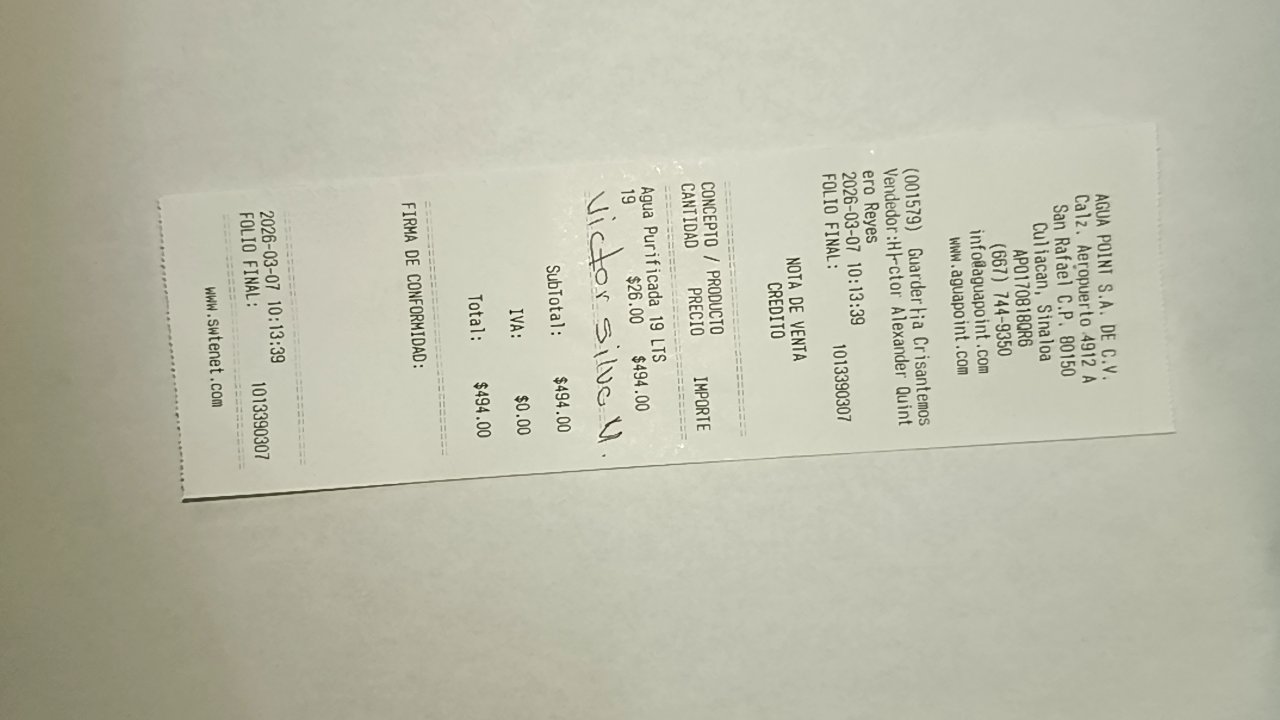 AGUA POINT S.A. DE C.V.
Calz. Aeropuerto 4912 A
San Rafael C.P. 80150
Culiacan, Sinaloa
APO170818QR6
(667) 744-9350
info@aguapoint.com
www.aguapoint.com
(001579) Guarderia Crisantemos
Vendedor:H├ctor Alexander Quint
ero Reyes
2026-03-07 10:13:39
FOLIO FINAL: 1013390307
NOTA DE VENTA
CREDITO
CONCEPTO / PRODUCTO
CANTIDAD PRECIO IMPORTE
Agua Purificada 19 LTS
19 $26.00 $494.00
Victor Silva M.
SubTotal: $494.00
IVA: $0.00
Total: $494.00
FIRMA DE CONFORMIDAD:
2026-03-07 10:13:39
FOLIO FINAL: 1013390307
www.swtenet.com